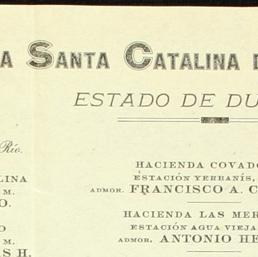 A SANTA CATALINA D
ESTADO DE DU
Río.
LINA
M.
O.
O
M.
AS H.
HACIENDA COVADO
ESTACIÓN YERBANÍS,
ADMOR. FRANCISCO A. C
HACIENDA LAS MER
ESTACIÓN AGUA VIEJA
ADMOR. ANTONIO HE